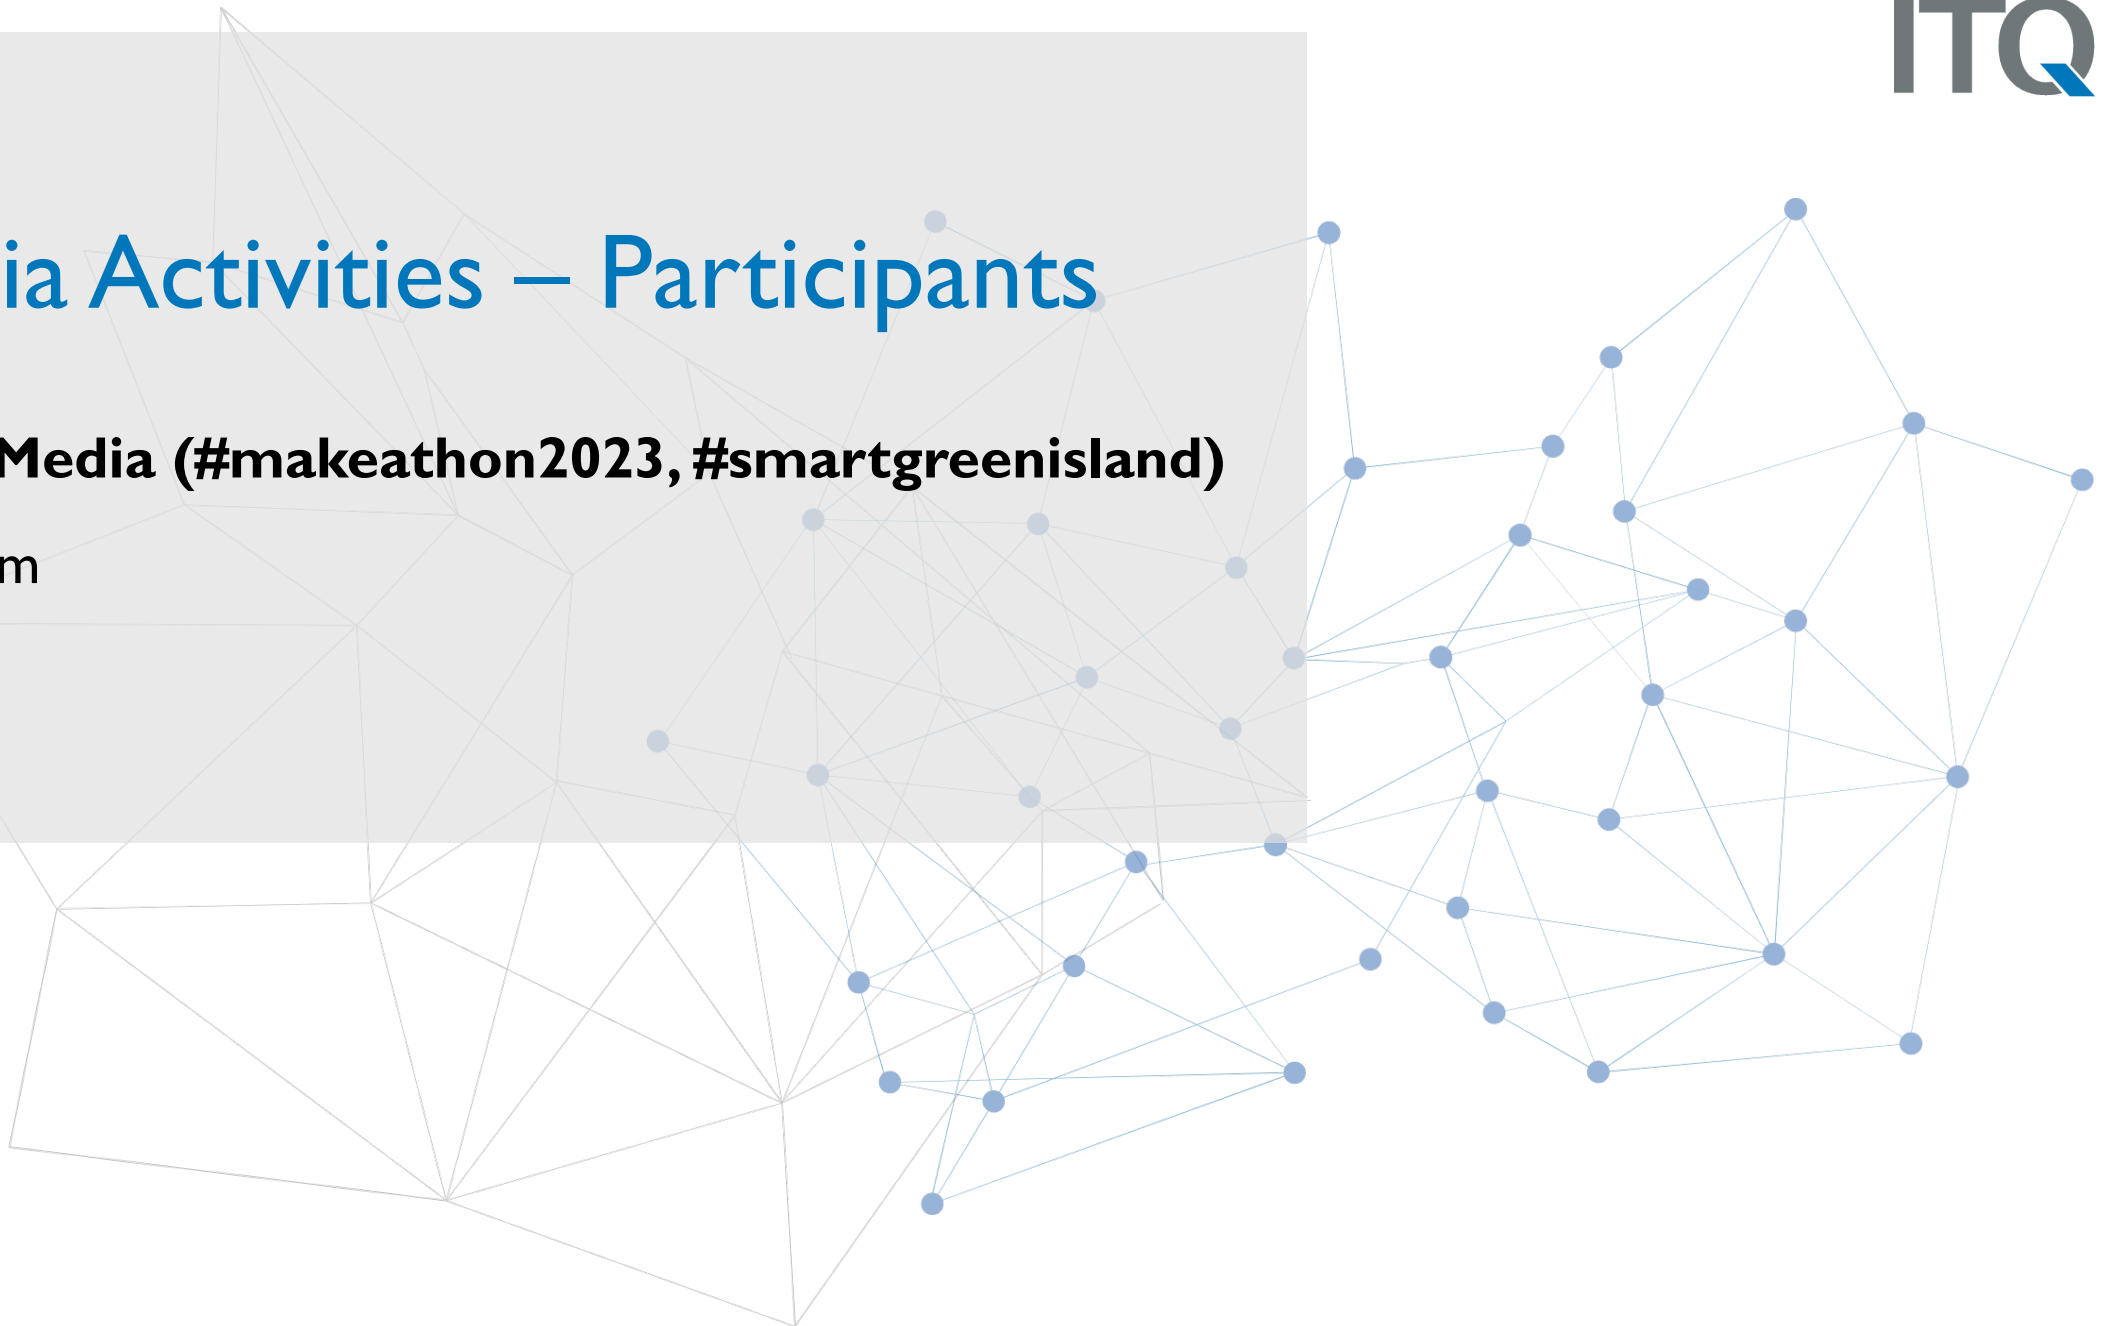 ITQ
ia Activities – Participants
Media (#makeathon2023, #smartgreenisland)
m